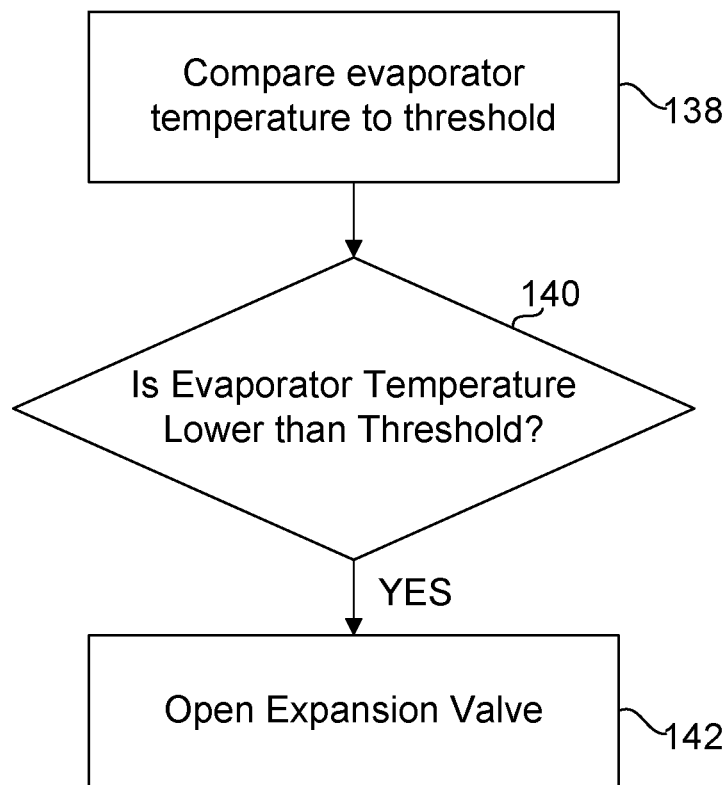 Compare evaporator
temperature to threshold
138
140
Is Evaporator Temperature
Lower than Threshold?
YES
Open Expansion Valve
142